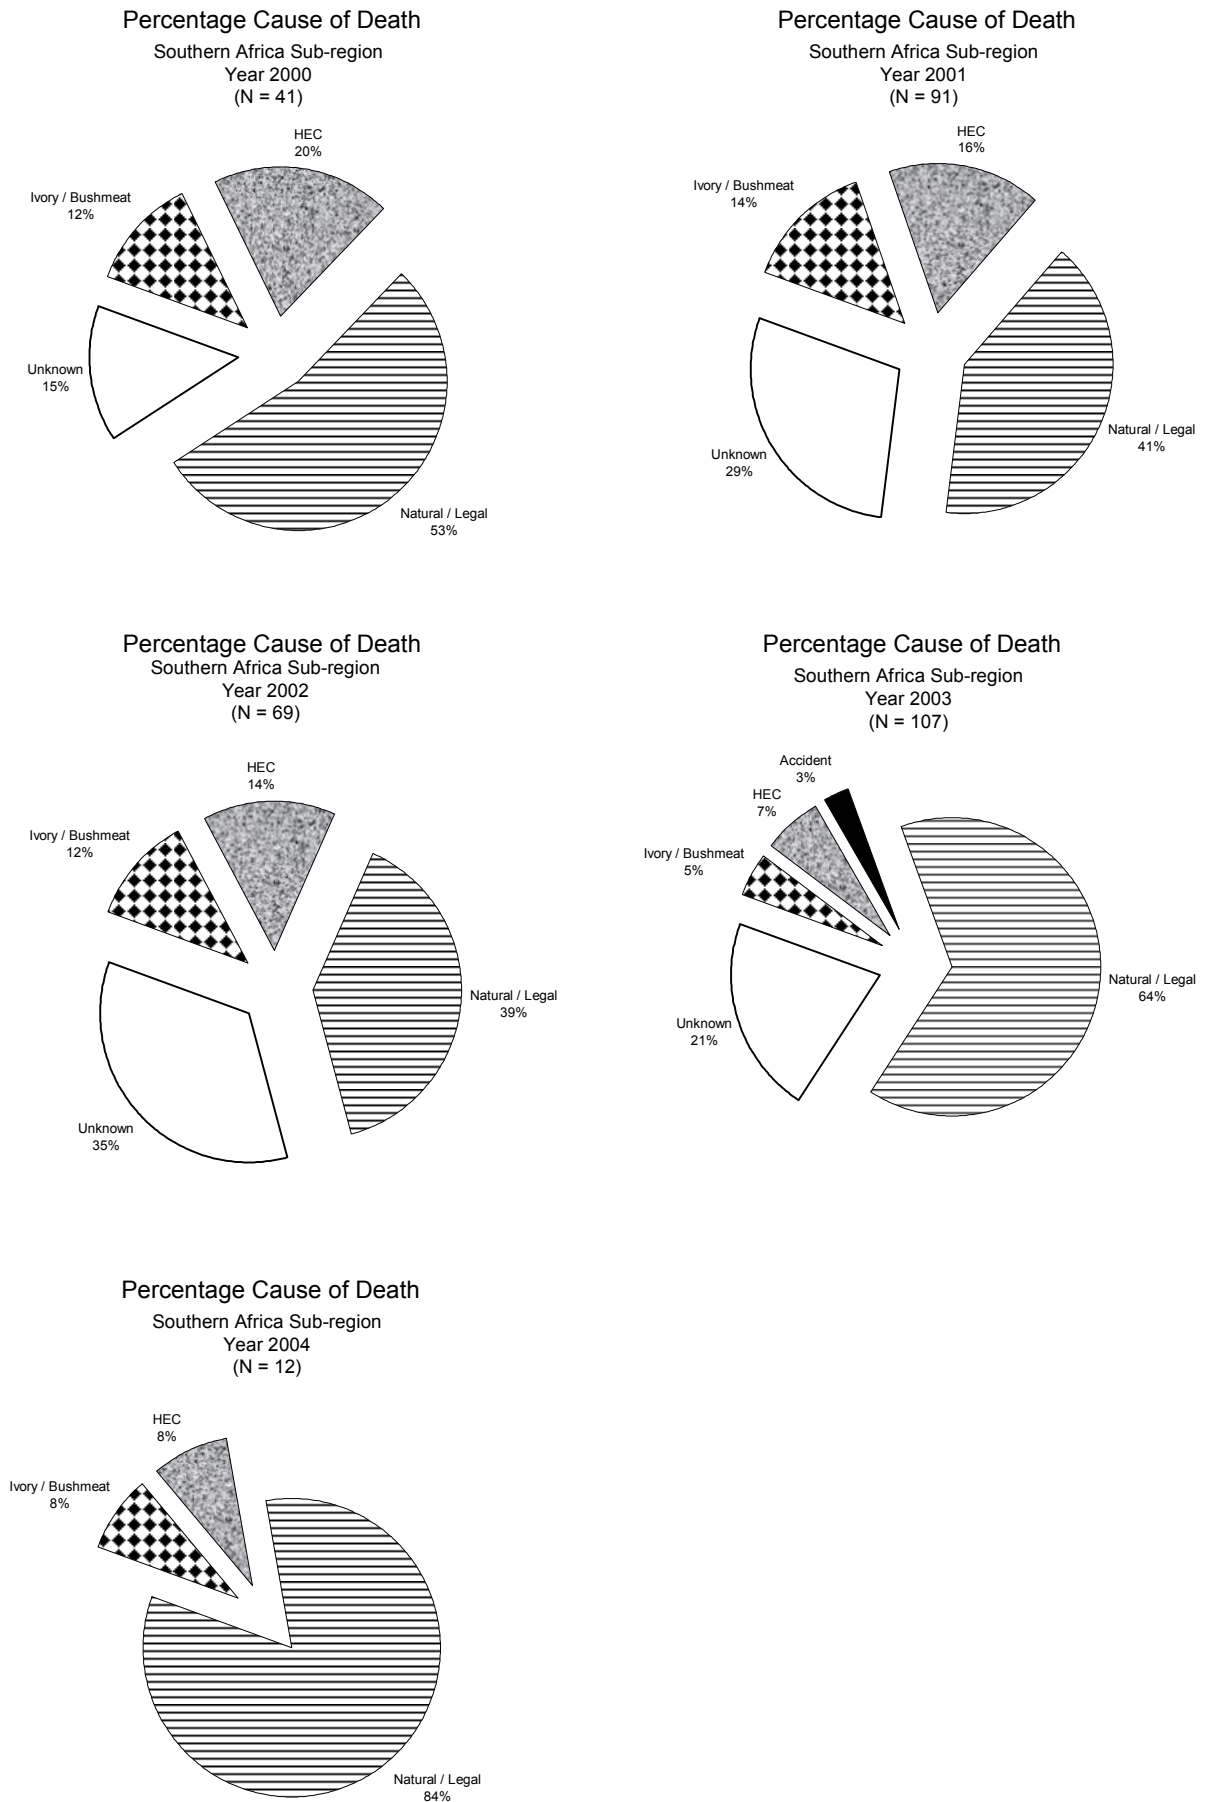 Percentage Cause of Death
Southern Africa Sub-region
Year 2000
(N = 41)
HEC
20%
Ivory / Bushmeat
12%
Unknown
15%
Natural / Legal
53%
Percentage Cause of Death
Southern Africa Sub-region
Year 2001
(N = 91)
HEC
16%
Ivory / Bushmeat
14%
Natural / Legal
41%
Unknown
29%
Percentage Cause of Death
Southern Africa Sub-region
Year 2002
(N = 69)
HEC
14%
Ivory / Bushmeat
12%
Natural / Legal
39%
Unknown
35%
Percentage Cause of Death
Southern Africa Sub-region
Year 2003
(N = 107)
Accident
3%
HEC
7%
Ivory / Bushmeat
5%
Natural / Legal
64%
Unknown
21%
Percentage Cause of Death
Southern Africa Sub-region
Year 2004
(N = 12)
HEC
8%
Ivory / Bushmeat
8%
Natural / Legal
84%